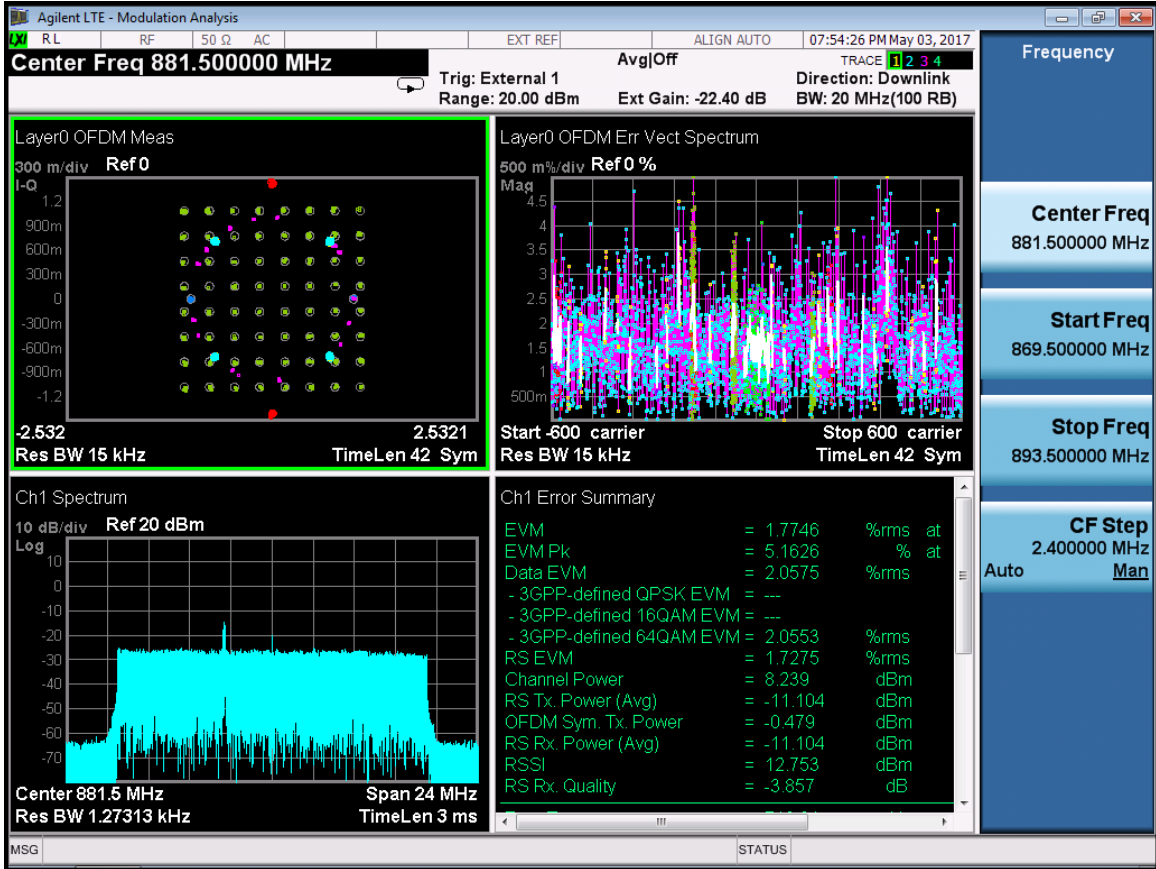 Agilent LTE - Modulation Analysis
LXI RL RF 50 Ω AC EXT REF ALIGN AUTO 07:54:26 PM May 03, 2017
Center Freq 881.500000 MHz
Avg|Off
TRACE 1 2 3 4
Trig: External 1
Direction: Downlink
Range: 20.00 dBm Ext Gain: -22.40 dB BW: 20 MHz(100 RB)
Layer0 OFDM Meas
300 m/div Ref 0
I-Q
1.2
900m
600m
300m
0
-300m
-600m
-900m
-1.2
-2.532 2.5321
Res BW 15 kHz TimeLen 42 Sym
Layer0 OFDM Err Vect Spectrum
500 m%/div Ref 0 %
Mag
4.5
4
3.5
3
2.5
2
1.5
1
500m
Start -600 carrier Stop 600 carrier
Res BW 15 kHz TimeLen 42 Sym
Ch1 Spectrum
10 dB/div Ref 20 dBm
Log
10
0
-10
-20
-30
-40
-50
-60
-70
Center 881.5 MHz Span 24 MHz
Res BW 1.27313 kHz TimeLen 3 ms
Ch1 Error Summary
EVM = 1.7746 %rms at
EVM Pk = 5.1626 % at
Data EVM = 2.0575 %rms
- 3GPP-defined QPSK EVM = ---
- 3GPP-defined 16QAM EVM = ---
- 3GPP-defined 64QAM EVM = 2.0553 %rms
RS EVM = 1.7275 %rms
Channel Power = 8.239 dBm
RS Tx. Power (Avg) = -11.104 dBm
OFDM Sym. Tx. Power = -0.479 dBm
RS Rx. Power (Avg) = -11.104 dBm
RSSI = 12.753 dBm
RS Rx. Quality = -3.857 dB
Frequency
Center Freq
881.500000 MHz
Start Freq
869.500000 MHz
Stop Freq
893.500000 MHz
CF Step
2.400000 MHz
Auto Man
MSG STATUS